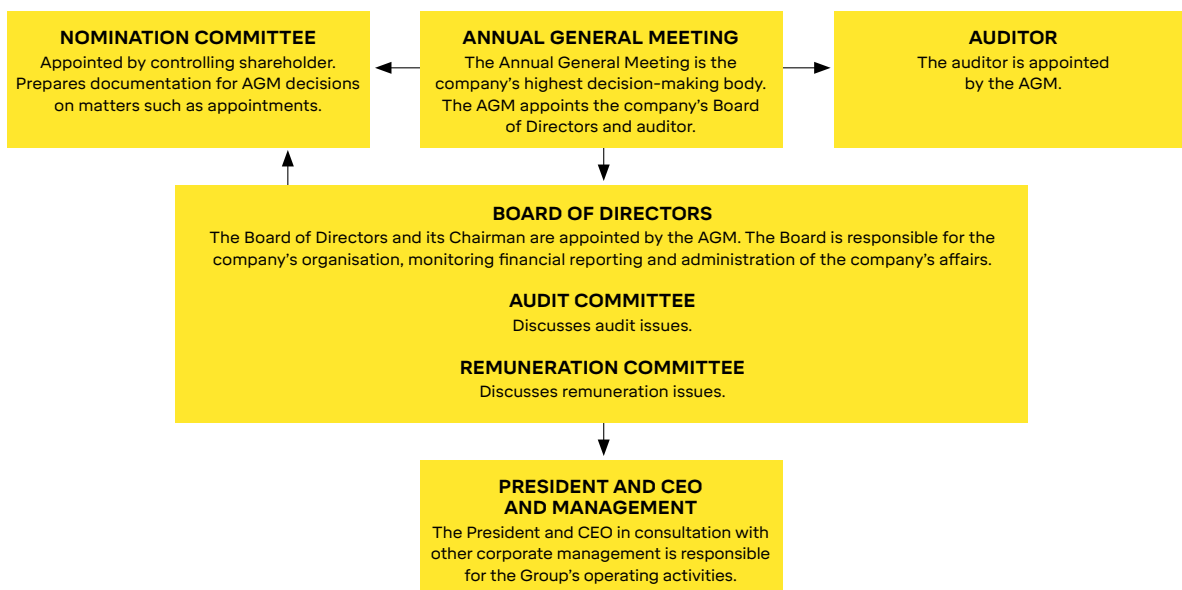 NOMINATION COMMITTEE
Appointed by controlling shareholder.
Prepares documentation for AGM decisions
on matters such as appointments.
ANNUAL GENERAL MEETING
The Annual General Meeting is the
company’s highest decision-making body.
The AGM appoints the company’s Board
of Directors and auditor.
AUDITOR
The auditor is appointed
by the AGM.
BOARD OF DIRECTORS
The Board of Directors and its Chairman are appointed by the AGM. The Board is responsible for the
company’s organisation, monitoring financial reporting and administration of the company’s affairs.
AUDIT COMMITTEE
Discusses audit issues.
REMUNERATION COMMITTEE
Discusses remuneration issues.
PRESIDENT AND CEO
AND MANAGEMENT
The President and CEO in consultation with
other corporate management is responsible
for the Group’s operating activities.